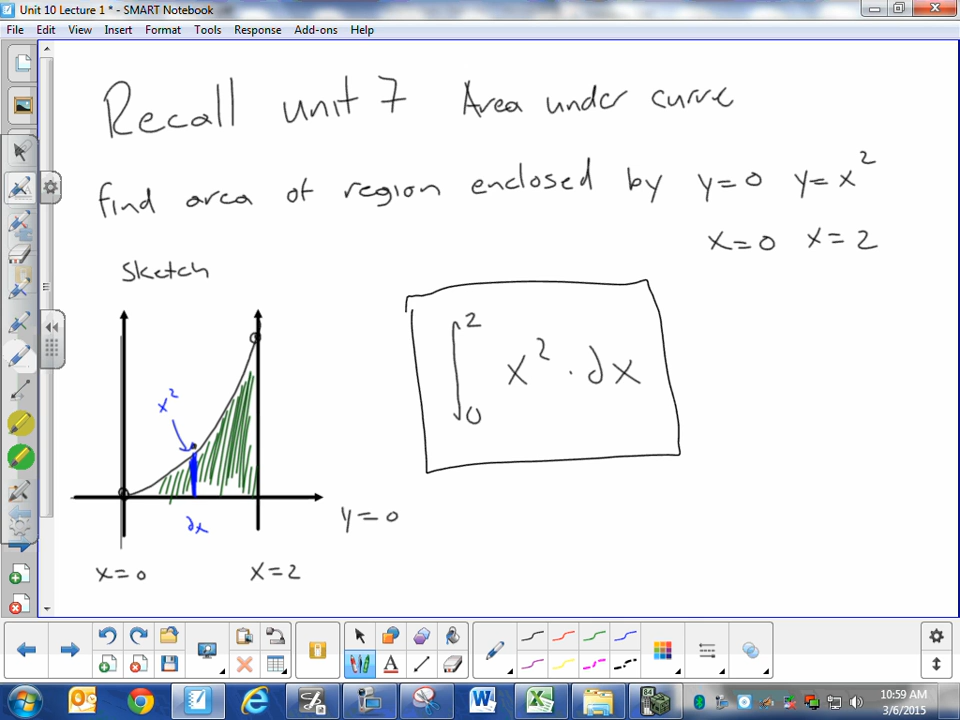 Unit 10 Lecture 1 * - SMART Notebook
File Edit View Insert Format Tools Response Add-ons Help
Recall unit 7 Area under curve
find area of region enclosed by y=0 y=x²
x=0 x=2
Sketch
x²
∫₀² x² · dx
dx
y=0
x=0 x=2
A
W
84
10:59 AM
3/6/2015